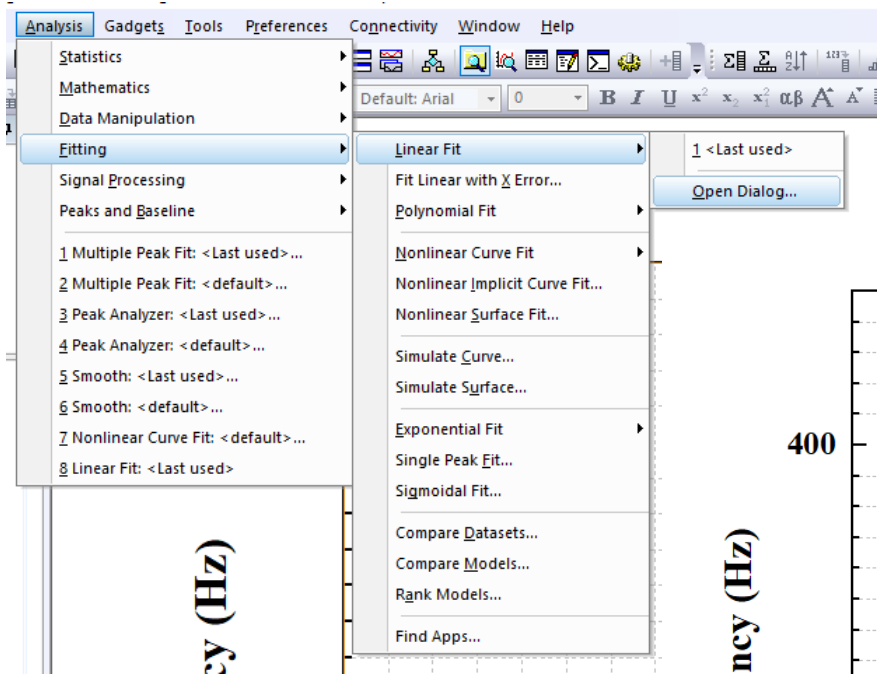 Analysis Gadgets Tools Preferences Connectivity Window Help
Default: Arial 0 B I U x² x₂ x²₁ αβ A A
Statistics
Mathematics
Data Manipulation
Fitting
Signal Processing
Peaks and Baseline
1 Multiple Peak Fit: <Last used>...
2 Multiple Peak Fit: <default>...
3 Peak Analyzer: <Last used>...
4 Peak Analyzer: <default>...
5 Smooth: <Last used>...
6 Smooth: <default>...
7 Nonlinear Curve Fit: <default>...
8 Linear Fit: <Last used>
Linear Fit
Fit Linear with X Error...
Polynomial Fit
Nonlinear Curve Fit
Nonlinear Implicit Curve Fit...
Nonlinear Surface Fit...
Simulate Curve...
Simulate Surface...
Exponential Fit
Single Peak Fit...
Sigmoidal Fit...
Compare Datasets...
Compare Models...
Rank Models...
Find Apps...
1 <Last used>
Open Dialog...
400
cy (Hz)
ncy (Hz)